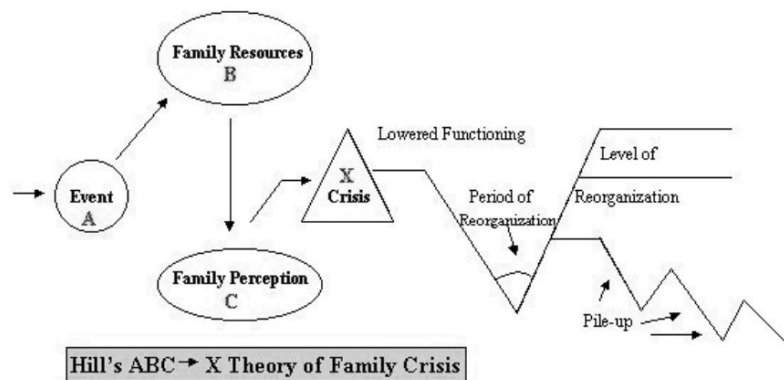 Family Resources
B
Event
A
Family Perception
C
X
Crisis
Lowered Functioning
Period of
Reorganization
Level of
Reorganization
Pile-up
Hill's ABC → X Theory of Family Crisis